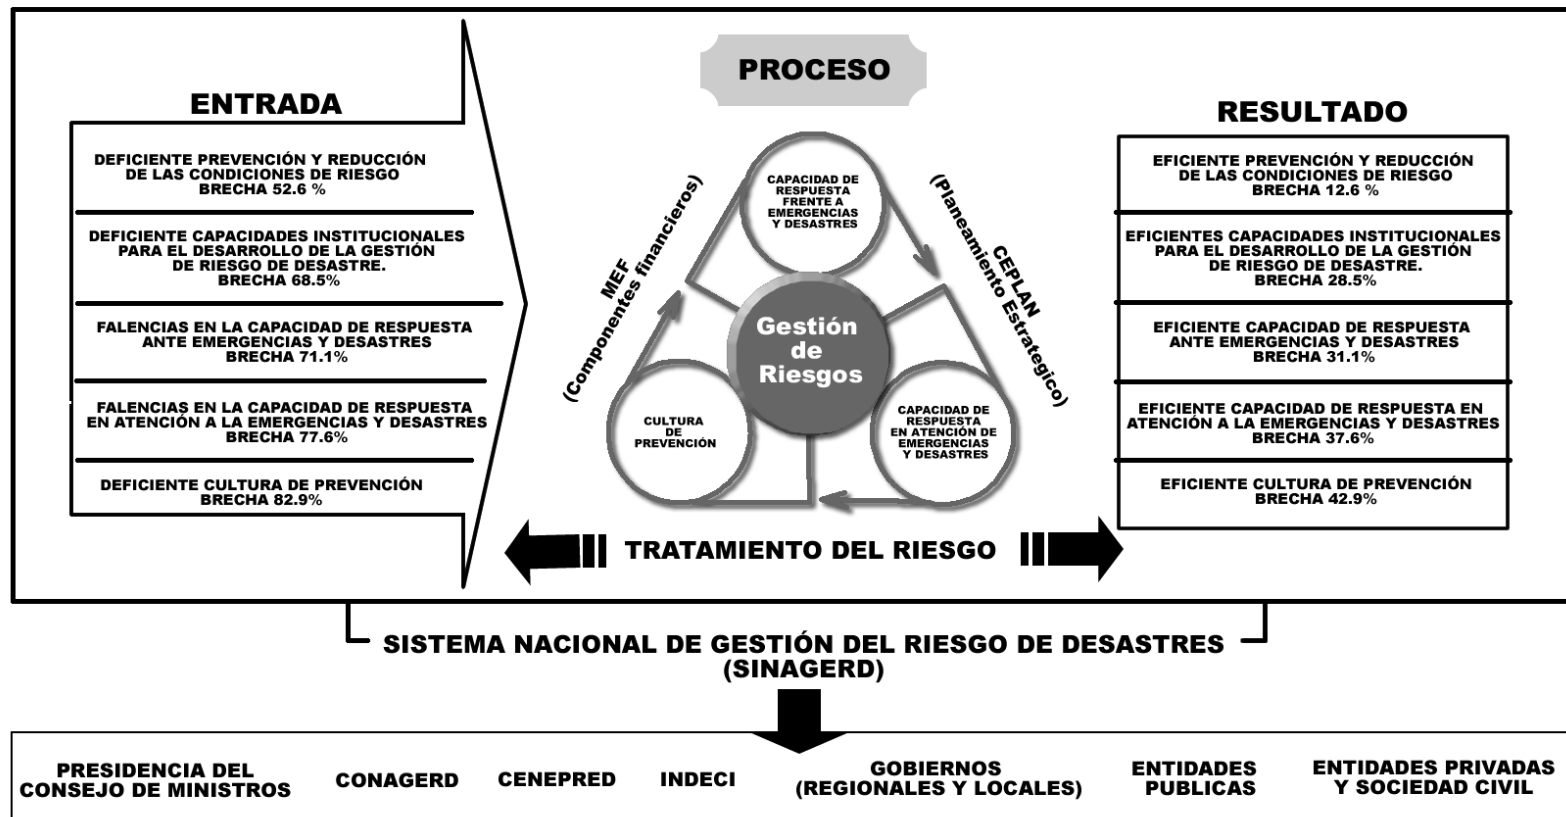 PROCESO
ENTRADA
DEFICIENTE PREVENCIÓN Y REDUCCIÓN
DE LAS CONDICIONES DE RIESGO
BRECHA 52.6 %
DEFICIENTE CAPACIDADES INSTITUCIONALES
PARA EL DESARROLLO DE LA GESTIÓN
DE RIESGO DE DESASTRE.
BRECHA 68.5%
FALENCIAS EN LA CAPACIDAD DE RESPUESTA
ANTE EMERGENCIAS Y DESASTRES
BRECHA 71.1%
FALENCIAS EN LA CAPACIDAD DE RESPUESTA
EN ATENCIÓN A LA EMERGENCIAS Y DESASTRES
BRECHA 77.6%
DEFICIENTE CULTURA DE PREVENCIÓN
BRECHA 82.9%
MEF
(Componentes financieros)
CAPACIDAD DE
RESPUESTA
FRENTE A
EMERGENCIAS
Y DESASTRES
(Planeamiento Estrategico)
CEPLAN
Gestión
de
Riesgos
CULTURA
DE
PREVENCIÓN
CAPACIDAD DE
RESPUESTA
EN ATENCIÓN DE
EMERGENCIAS
Y DESASTRES
RESULTADO
EFICIENTE PREVENCIÓN Y REDUCCIÓN
DE LAS CONDICIONES DE RIESGO
BRECHA 12.6 %
EFICIENTES CAPACIDADES INSTITUCIONALES
PARA EL DESARROLLO DE LA GESTIÓN
DE RIESGO DE DESASTRE.
BRECHA 28.5%
EFICIENTE CAPACIDAD DE RESPUESTA
ANTE EMERGENCIAS Y DESASTRES
BRECHA 31.1%
EFICIENTE CAPACIDAD DE RESPUESTA EN
ATENCIÓN A LA EMERGENCIAS Y DESASTRES
BRECHA 37.6%
EFICIENTE CULTURA DE PREVENCIÓN
BRECHA 42.9%
TRATAMIENTO DEL RIESGO
SISTEMA NACIONAL DE GESTIÓN DEL RIESGO DE DESASTRES
(SINAGERD)
PRESIDENCIA DEL
CONSEJO DE MINISTROS
CONAGERD
CENEPRED
INDECI
GOBIERNOS
(REGIONALES Y LOCALES)
ENTIDADES
PUBLICAS
ENTIDADES PRIVADAS
Y SOCIEDAD CIVIL